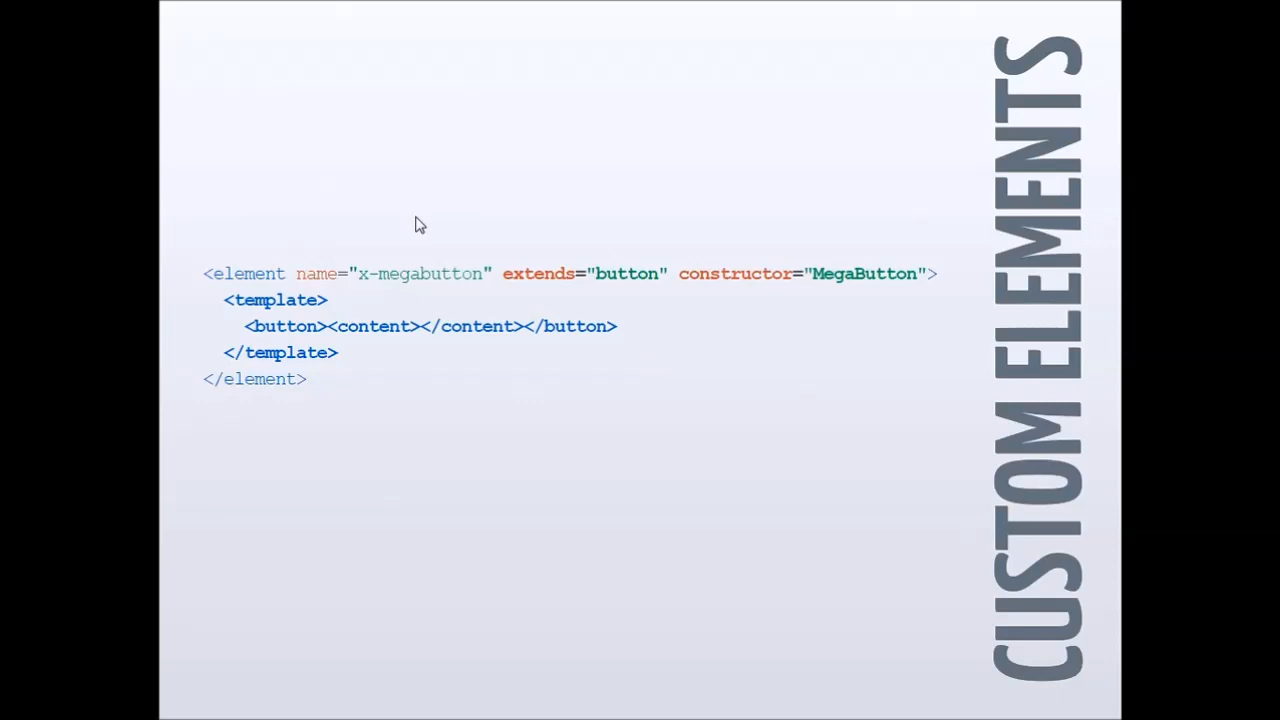 <element name="x-megabutton" extends="button" constructor="MegaButton">
<template>
<button><content></content></button>
</template>
</element>
CUSTOM ELEMENTS